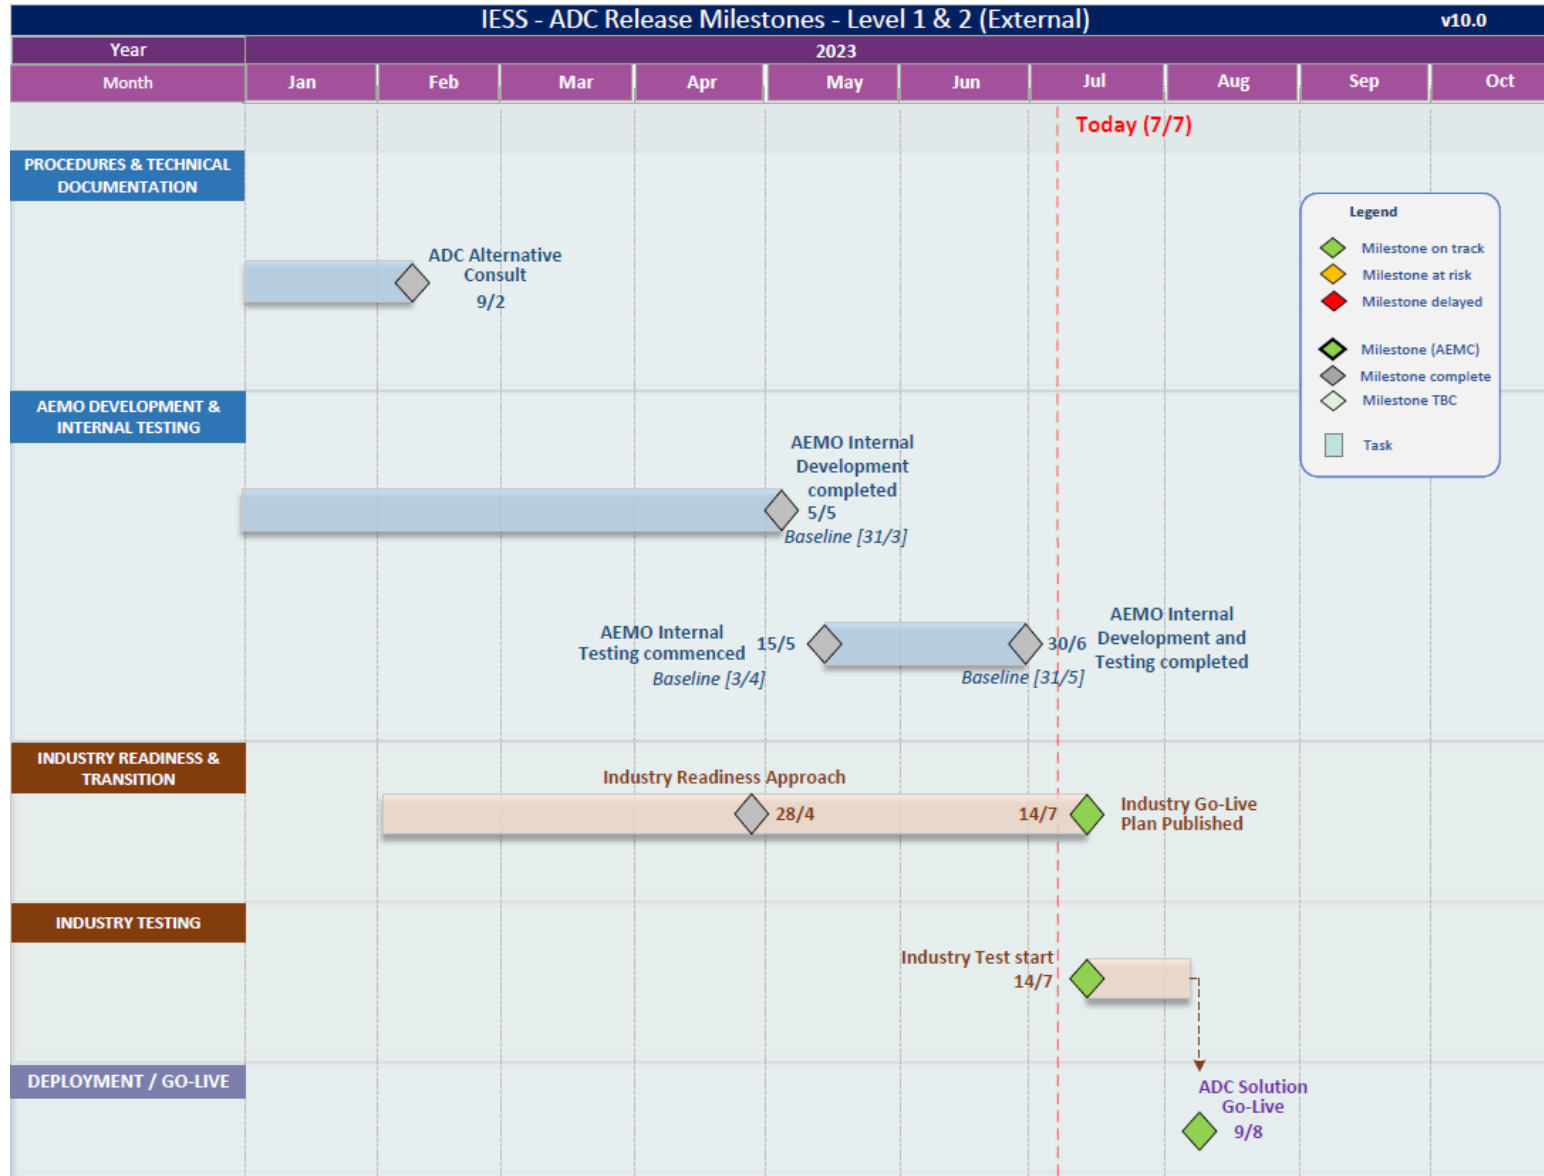 IESS - ADC Release Milestones - Level 1 & 2 (External)
v10.0
Year
2023
Month
Jan
Feb
Mar
Apr
May
Jun
Jul
Aug
Sep
Oct
Today (7/7)
PROCEDURES & TECHNICAL
DOCUMENTATION
Legend
Milestone on track
Milestone at risk
Milestone delayed
Milestone (AEMC)
Milestone complete
Milestone TBC
Task
ADC Alternative
Consult
9/2
AEMO DEVELOPMENT &
INTERNAL TESTING
AEMO Internal
Development
completed
5/5
Baseline [31/3]
AEMO Internal
Testing commenced
15/5
Baseline [3/4]
30/6
AEMO Internal
Development and
Testing completed
Baseline [31/5]
INDUSTRY READINESS &
TRANSITION
Industry Readiness Approach
28/4
14/7
Industry Go-Live
Plan Published
INDUSTRY TESTING
Industry Test start
14/7
DEPLOYMENT / GO-LIVE
ADC Solution
Go-Live
9/8